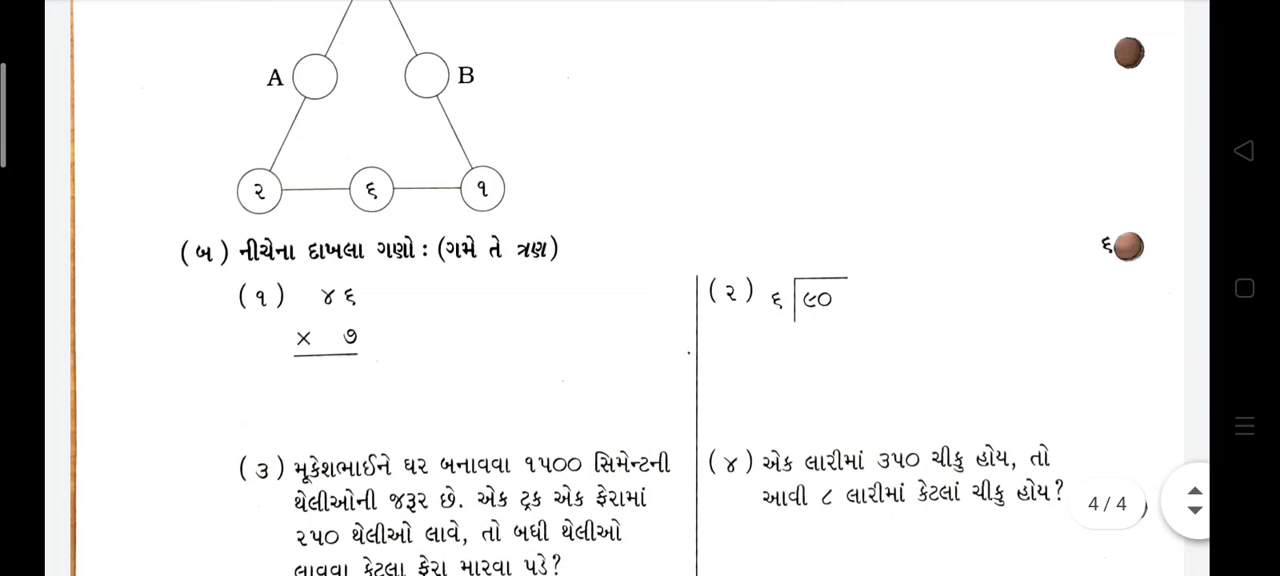 A
B
૨ ૬ ૧
(બ) નીચેના દાખલા ગણો : (ગમે તે ત્રણ) ૬
(૧) ૪૬
× ૭
(૨) ૬ ૯૦
(૩) મૂકેશભાઈને ઘર બનાવવા ૧૫૦૦ સિમેન્ટની
થેલીઓની જરૂર છે. એક ટ્રક એક ફેરામાં
૨૫૦ થેલીઓ લાવે, તો બધી થેલીઓ
લાવવા કેટલા ફેરા મારવા પડે?
(૪) એક લારીમાં ૩૫૦ ચીકુ હોય, તો
આવી ૮ લારીમાં કેટલાં ચીકુ હોય?
4 / 4